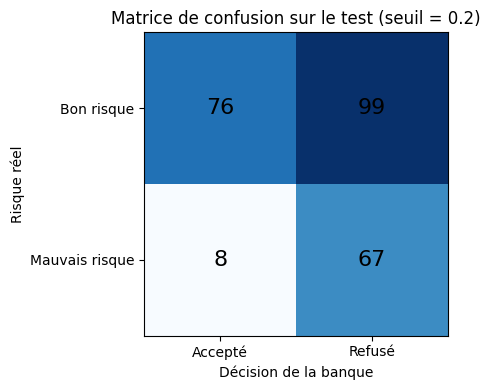 Matrice de confusion sur le test (seuil = 0.2)
Risque réel
Bon risque
76
99
Mauvais risque
8
67
Accepté
Refusé
Décision de la banque